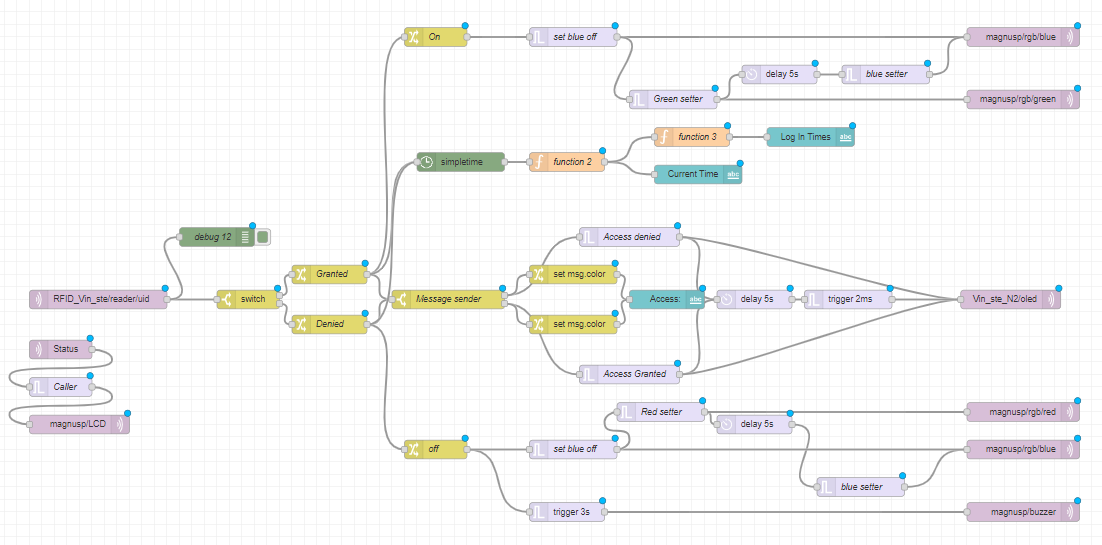 On
set blue off
magnusp/rgb/blue
delay 5s
blue setter
Green setter
magnusp/rgb/green
function 3
Log In Times
abc
simpletime
function 2
Current Time
abc
debug 12
Access denied
Granted
set msg.color
RFID_Vin_ste/reader/uid
switch
Message sender
Access:
abc
delay 5s
trigger 2ms
Vin_ste_N2/oled
Denied
set msg.color
Status
Access Granted
Caller
Red setter
magnusp/rgb/red
magnusp/LCD
delay 5s
off
set blue off
magnusp/rgb/blue
blue setter
trigger 3s
magnusp/buzzer